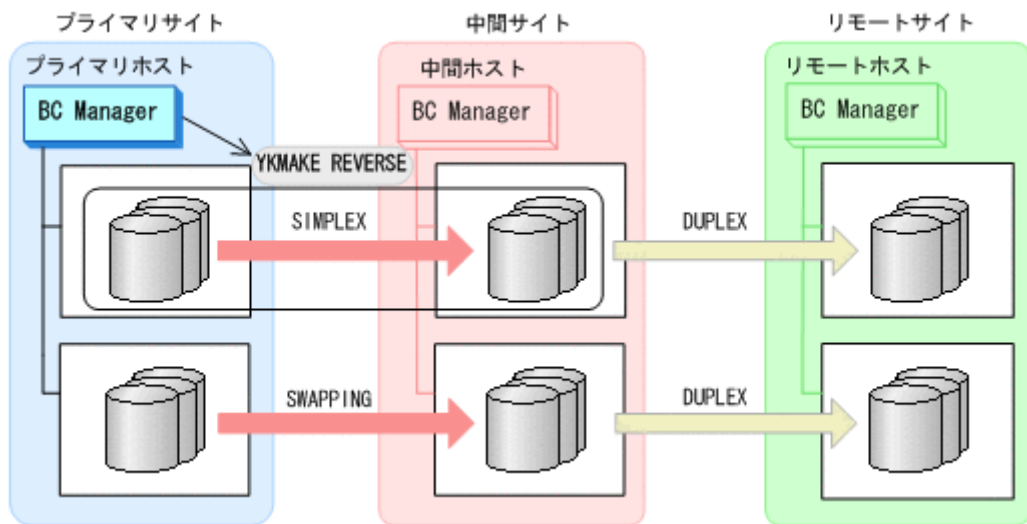 プライマリサイト
中間サイト
リモートサイト
プライマリホスト
中間ホスト
リモートホスト
BC Manager
BC Manager
BC Manager
YKMAKE REVERSE
SIMPLEX
DUPLEX
SWAPPING
DUPLEX